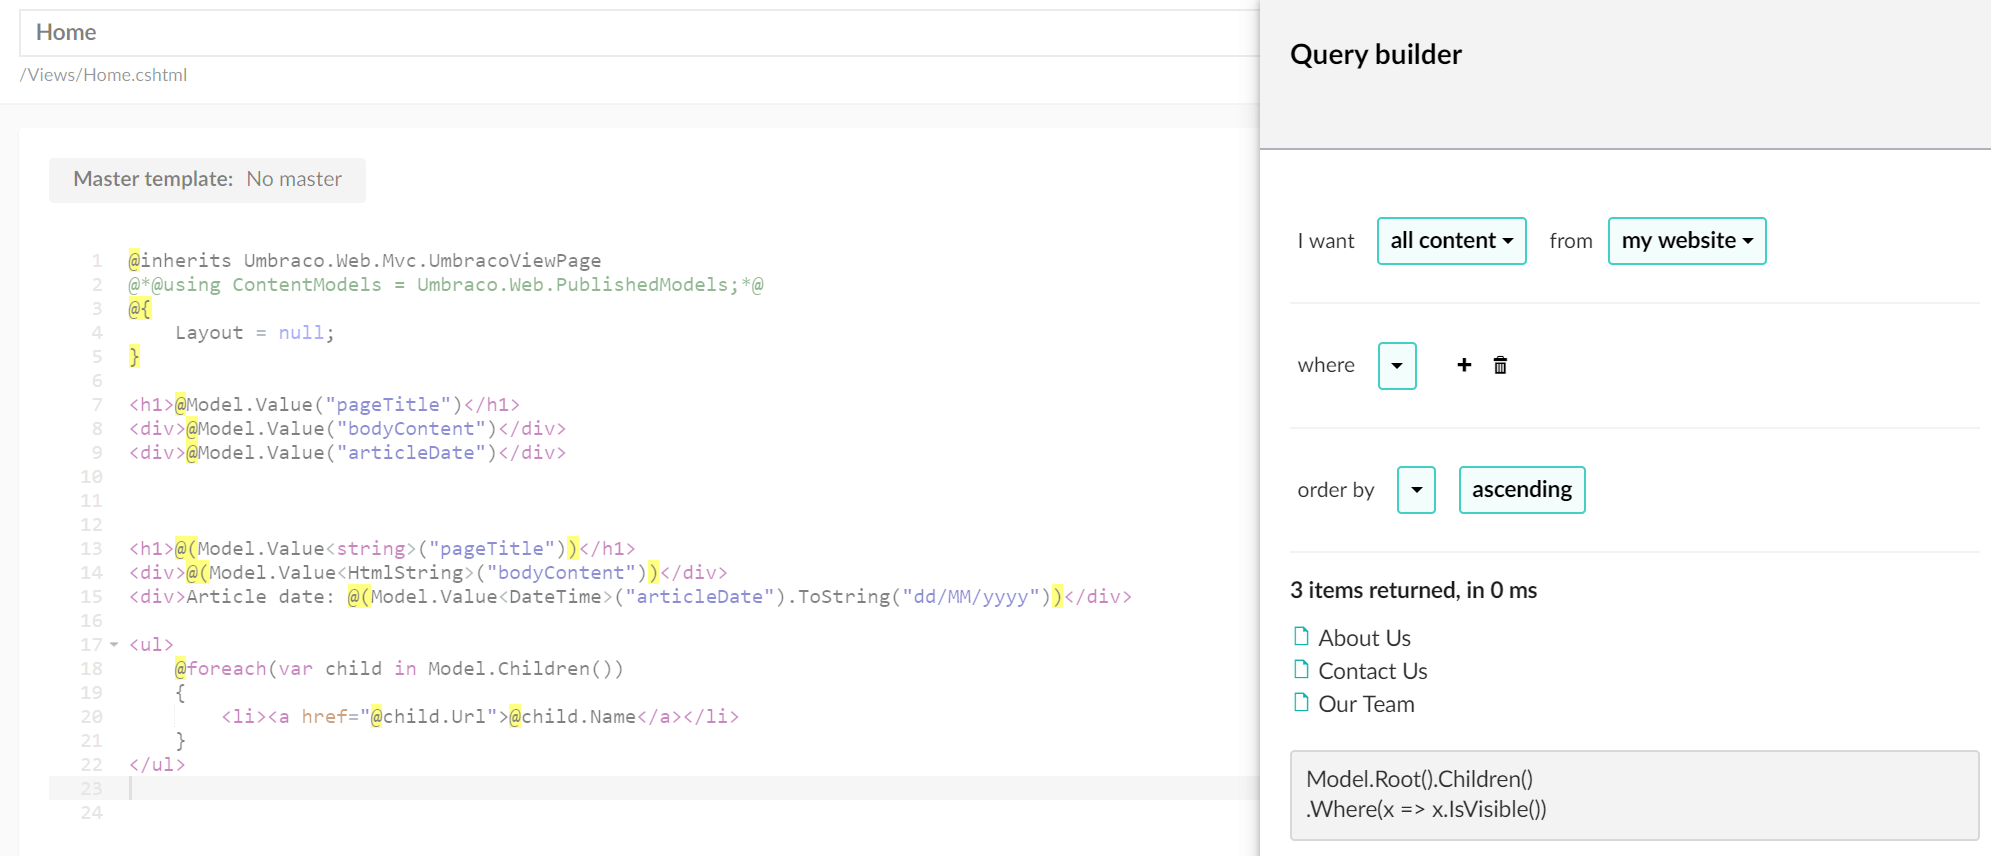 Home
/Views/Home.cshtml
Master template: No master
1 @inherits Umbraco.Web.Mvc.UmbracoViewPage
2 @*@using ContentModels = Umbraco.Web.PublishedModels;*@
3 @{
4     Layout = null;
5 }
6
7 <h1>@Model.Value("pageTitle")</h1>
8 <div>@Model.Value("bodyContent")</div>
9 <div>@Model.Value("articleDate")</div>
10
11
12
13 <h1>@(Model.Value<string>("pageTitle"))</h1>
14 <div>@(Model.Value<HtmlString>("bodyContent"))</div>
15 <div>Article date: @(Model.Value<DateTime>("articleDate").ToString("dd/MM/yyyy"))</div>
16
17 <ul>
18     @foreach(var child in Model.Children())
19     {
20         <li><a href="@child.Url">@child.Name</a></li>
21     }
22 </ul>
23
24
Query builder
I want all content from my website
where
order by ascending
3 items returned, in 0 ms
About Us
Contact Us
Our Team
Model.Root().Children()
.Where(x => x.IsVisible())